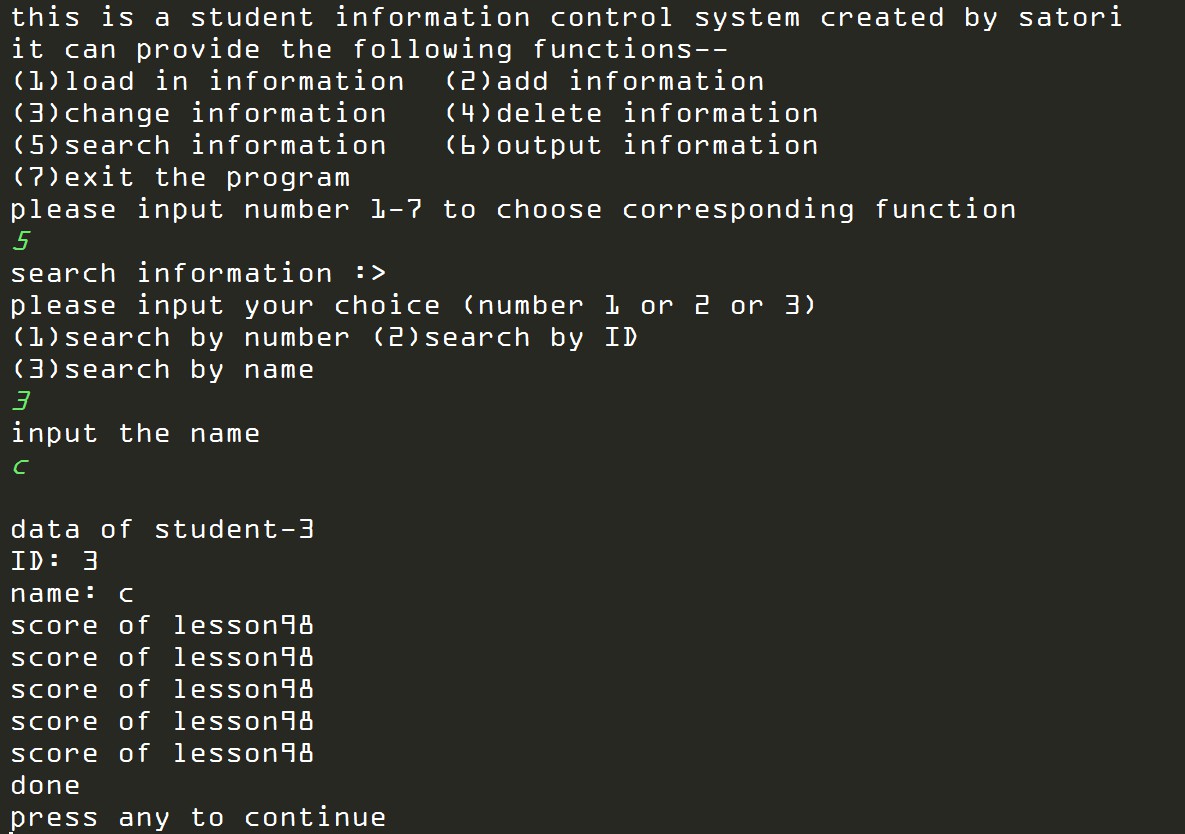 this is a student information control system created by satori
it can provide the following functions--
(1)load in information  (2)add information
(3)change information   (4)delete information
(5)search information   (6)output information
(7)exit the program
please input number 1-7 to choose corresponding function
5
search information :>
please input your choice (number 1 or 2 or 3)
(1)search by number (2)search by ID
(3)search by name
3
input the name
c
data of student-3
ID: 3
name: c
score of lesson98
score of lesson98
score of lesson98
score of lesson98
score of lesson98
done
press any to continue